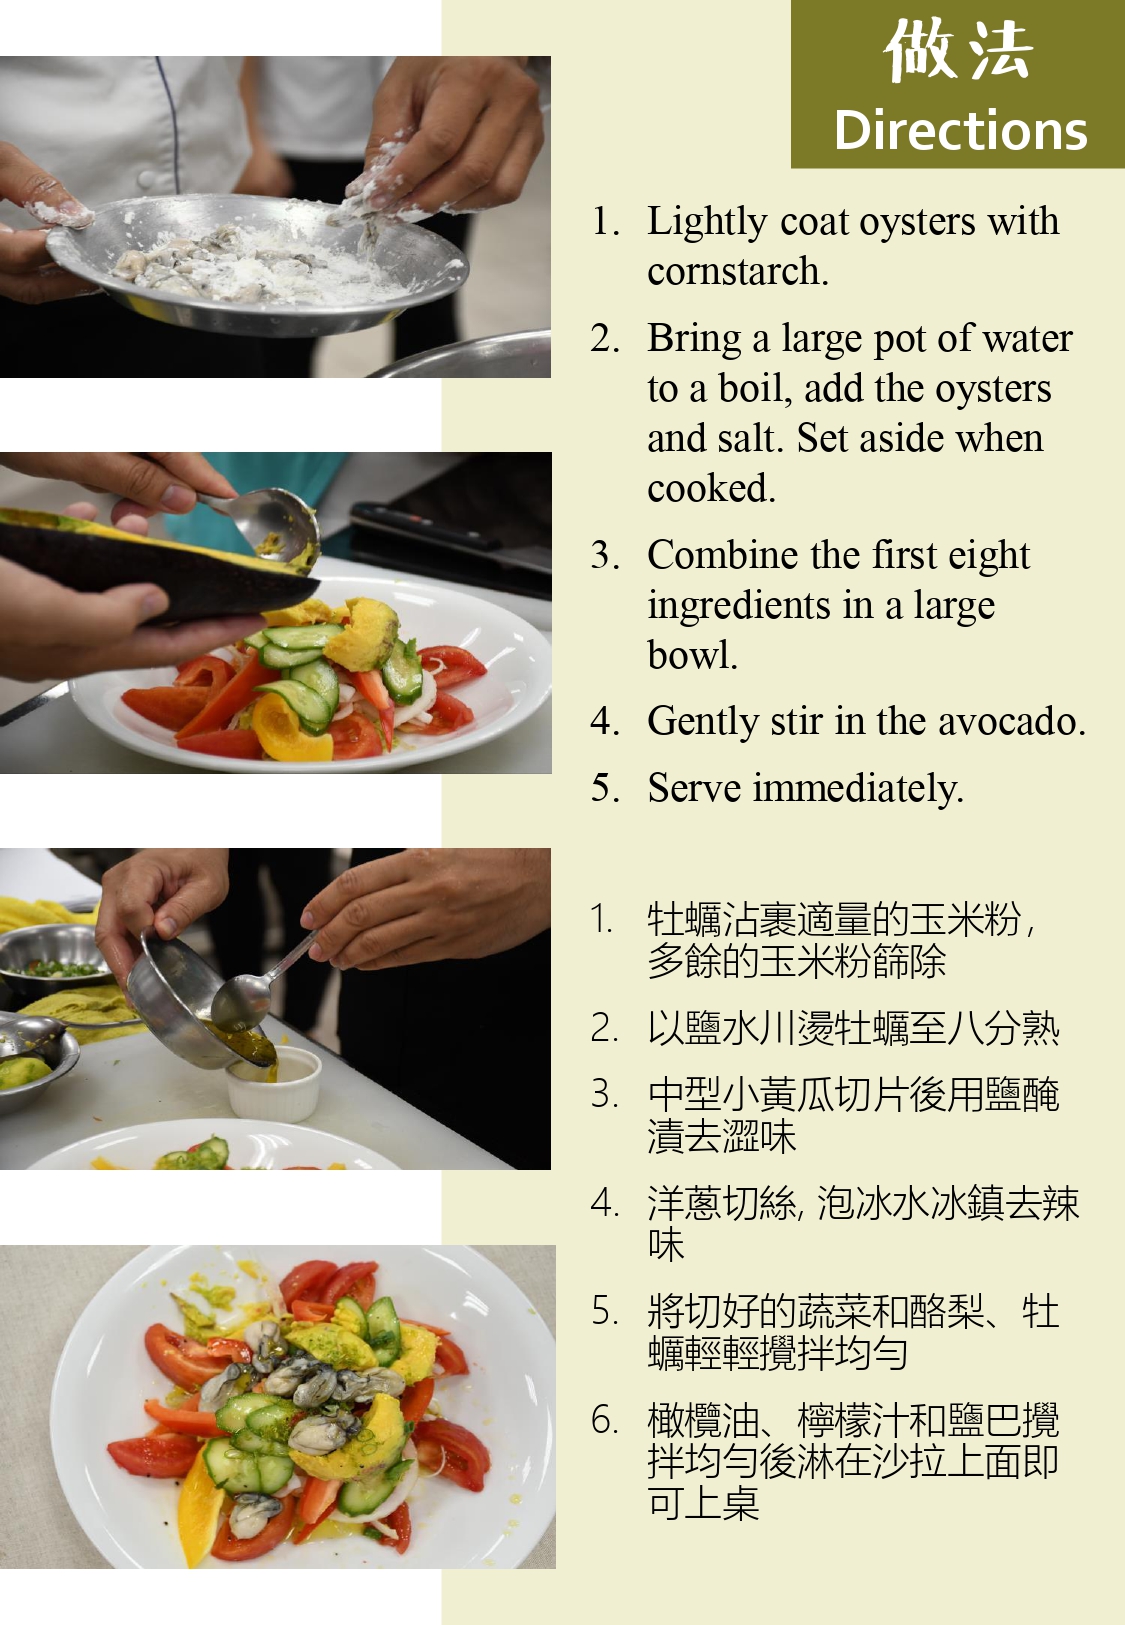 做法
Directions
1. Lightly coat oysters with
cornstarch.
2. Bring a large pot of water
to a boil, add the oysters
and salt. Set aside when
cooked.
3. Combine the first eight
ingredients in a large
bowl.
4. Gently stir in the avocado.
5. Serve immediately.
1. 牡蠣沾裹適量的玉米粉，
多餘的玉米粉篩除
2. 以鹽水川燙牡蠣至八分熟
3. 中型小黃瓜切片後用鹽醃
漬去澀味
4. 洋蔥切絲, 泡冰水冰鎮去辣
味
5. 將切好的蔬菜和酪梨、牡
蠣輕輕攪拌均勻
6. 橄欖油、檸檬汁和鹽巴攪
拌均勻後淋在沙拉上面即
可上桌